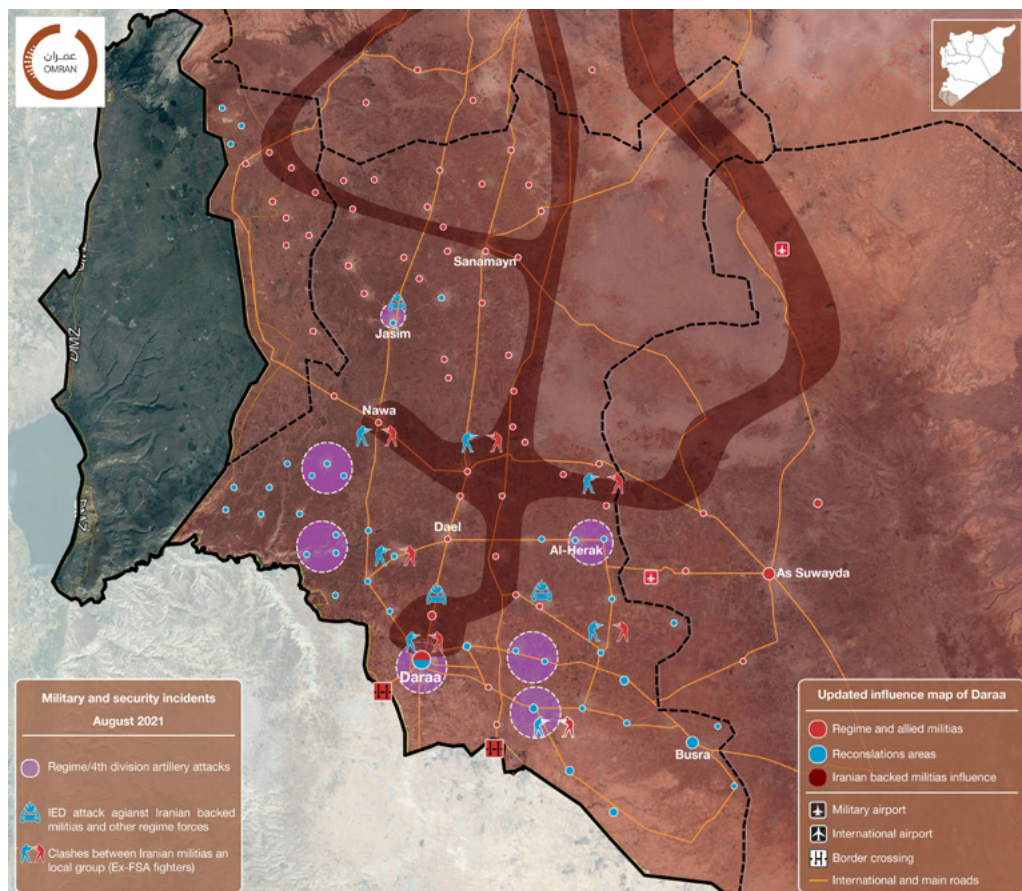 عمران
OMRAN
DMZ
Sanamayn
Jasim
Nawa
Dael
Al-Herak
As Suwayda
Daraa
Busra
Military and security incidents
August 2021
Regime/4th division artillery attacks
IED attack agianst Iranian backed
militias and other regime forces
Clashes between Iranian militias an
local group (Ex-FSA fighters)
Updated influence map of Daraa
Regime and allied militias
Reconslations areas
Iranian backed militias influence
Military airport
International airport
Border crossing
International and main roads